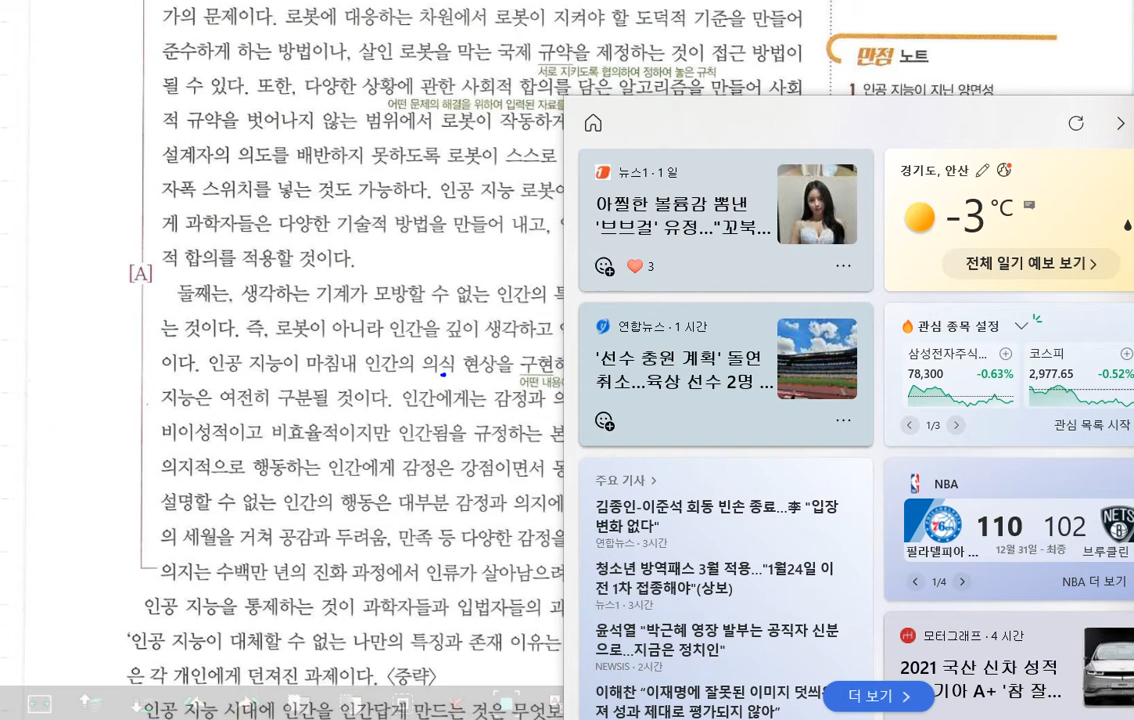 가의 문제이다. 로봇에 대응하는 차원에서 로봇이 지켜야 할 도덕적 기준을 만들어
준수하게 하는 방법이나, 살인 로봇을 막는 국제 규약을 제정하는 것이 접근 방법이
서로 지키도록 협의하여 정하여 놓은 규칙
될 수 있다. 또한, 다양한 상황에 관한 사회적 합의를 담은 알고리즘을 만들어 사회
어떤 문제의 해결을 위하여 입력된 자료를
적 규약을 벗어나지 않는 범위에서 로봇이 작동하게
설계자의 의도를 배반하지 못하도록 로봇이 스스로
자폭 스위치를 넣는 것도 가능하다. 인공 지능 로봇이
게 과학자들은 다양한 기술적 방법을 만들어 내고,
적 합의를 적용할 것이다.
[A]
둘째는, 생각하는 기계가 모방할 수 없는 인간의
는 것이다. 즉, 로봇이 아니라 인간을 깊이 생각하고
이다. 인공 지능이 마침내 인간의 의식 현상을 구현
어떤 내용
지능은 여전히 구분될 것이다. 인간에게는 감정과
비이성적이고 비효율적이지만 인간됨을 규정하는
의지적으로 행동하는 인간에게 감정은 강점이면서
설명할 수 없는 인간의 행동은 대부분 감정과 의지에
의 세월을 거쳐 공감과 두려움, 만족 등 다양한 감정을
의지는 수백만 년의 진화 과정에서 인류가 살아남으려
인공 지능을 통제하는 것이 과학자들과 입법자들의
‘인공 지능이 대체할 수 없는 나만의 특징과 존재 이유는
은 각 개인에게 던져진 과제이다. 〈중략〉
인공 지능 시대에 인간을 인간답게 만드는 것은 무엇보
만점 노트
1 인공 지능이 지닌 양면성
뉴스1 · 1 일
아찔한 볼륨감 뽐낸
'브브걸' 유정..."꼬북...
3
...
연합뉴스 · 1 시간
'선수 충원 계획' 돌연
취소...육상 선수 2명 ...
...
주요 기사 >
김종인-이준석 회동 빈손 종료...李 "입장
변화 없다"
연합뉴스 · 3시간
청소년 방역패스 3월 적용..."1월24일 이
전 1차 접종해야"(상보)
뉴스1 · 3시간
윤석열 "박근혜 영장 발부는 공직자 신분
으로...지금은 정치인"
NEWSIS · 2시간
이해찬 “이재명에 잘못된 이미지 덧씌
져 성과 제대로 평가되지 않아”
경기도, 안산
-3°C
전체 일기 예보 보기 >
관심 종목 설정
삼성전자주식...
78,300 -0.63%
코스피
2,977.65 -0.52%
1/3
관심 목록 시작
NBA
76ers
110 102
NETS
필라델피아 ...
12월 31일 - 최종
브루클린
1/4
NBA 더 보기
모터그래프 · 4 시간
2021 국산 신차 성적
기아 A+ '참 잘...
더 보기 >